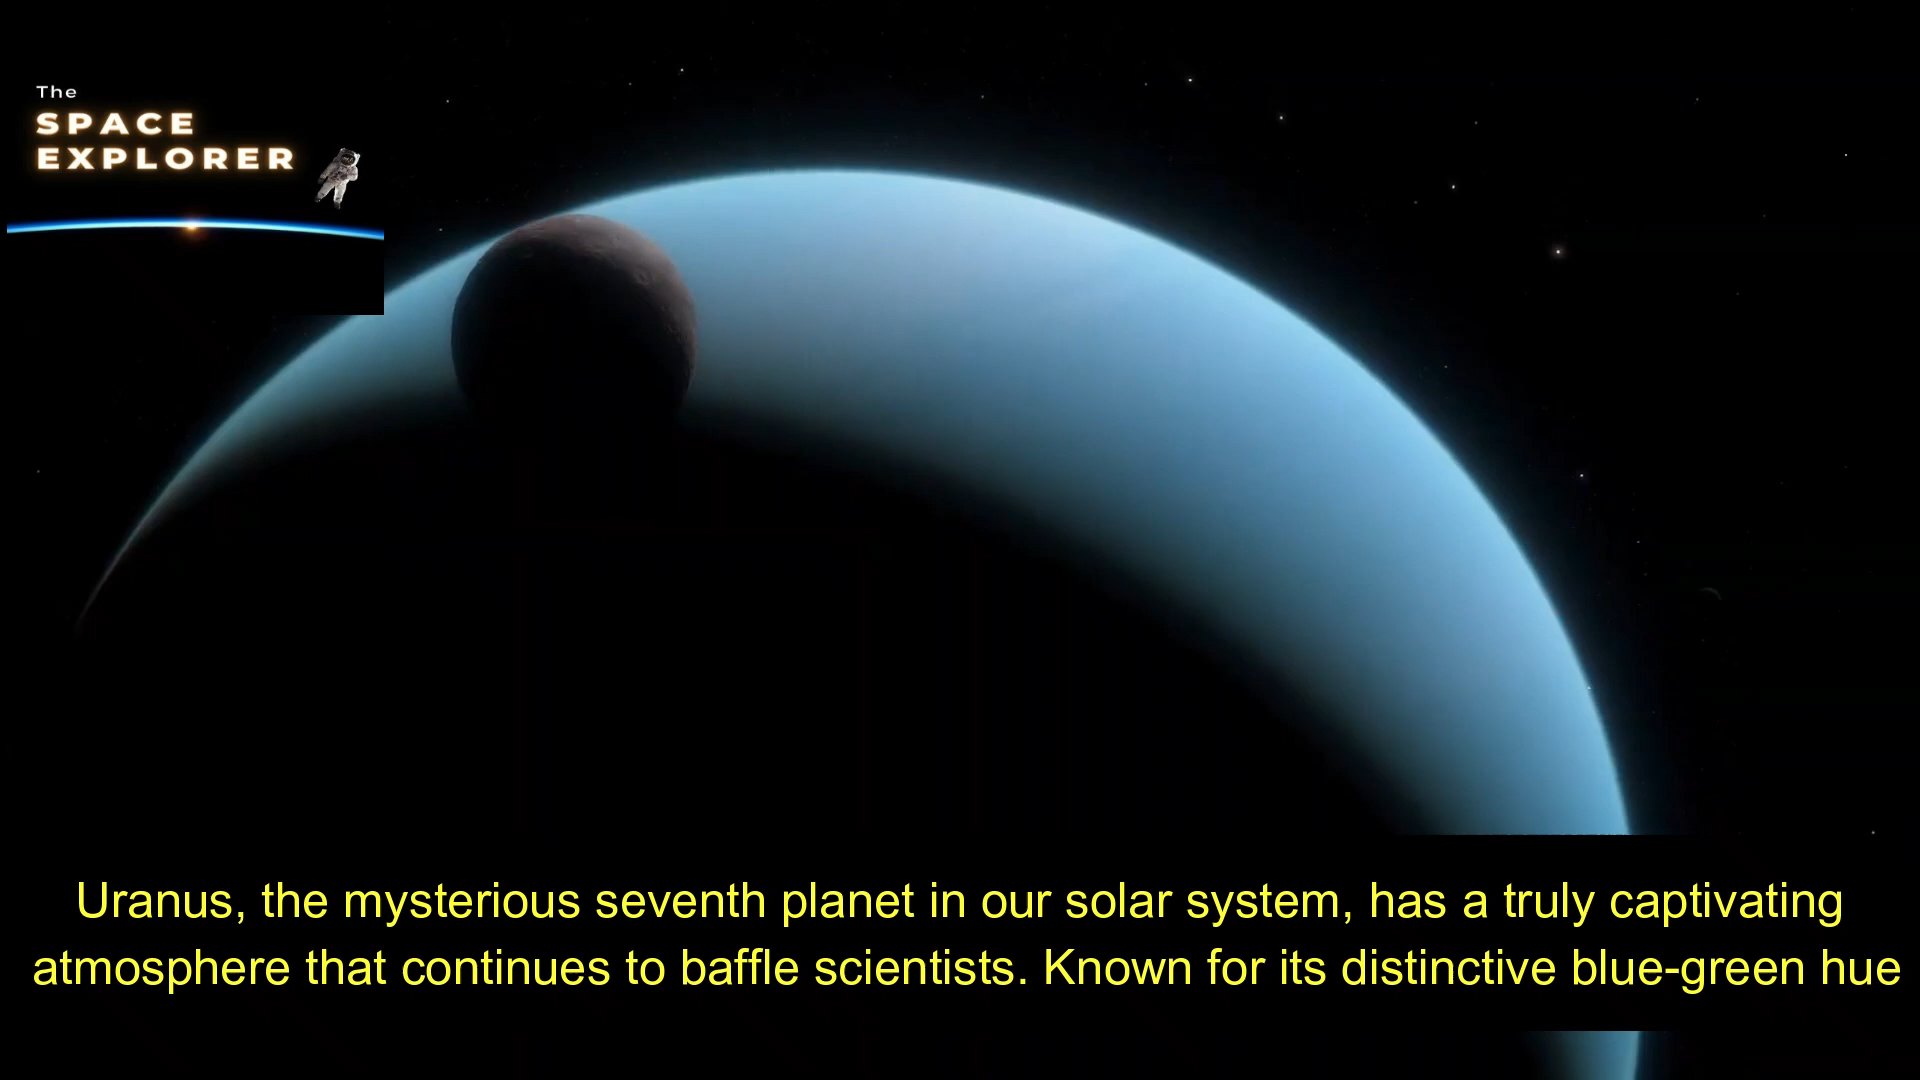 The
SPACE
EXPLORER
Uranus, the mysterious seventh planet in our solar system, has a truly captivating
atmosphere that continues to baffle scientists. Known for its distinctive blue-green hue